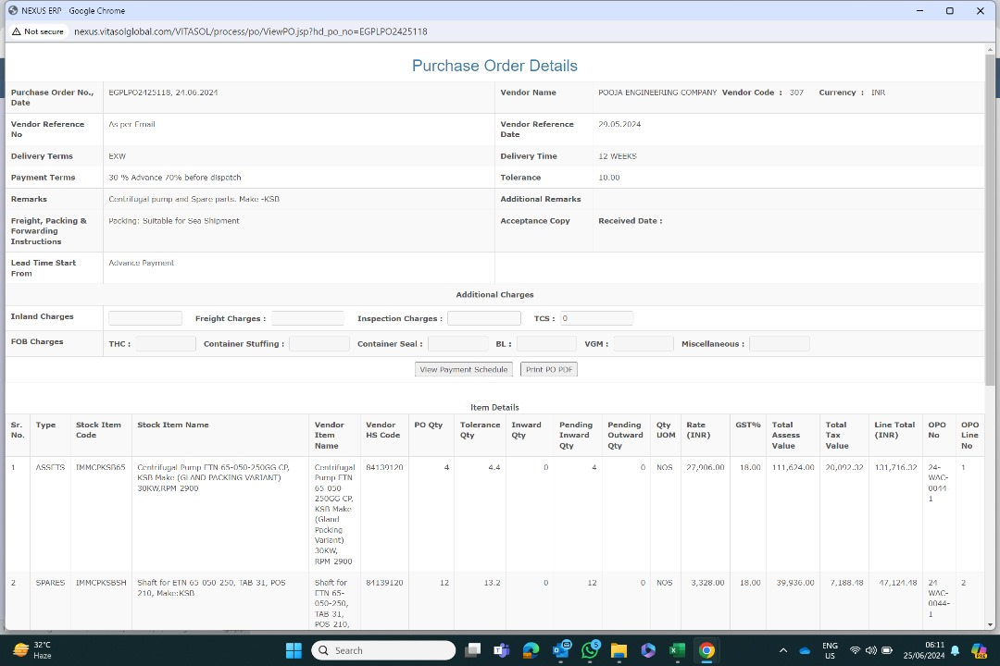 NEXUS ERP - Google Chrome
Not secure nexus.vitasolglobal.com/VITASOL/process/po/ViewPO.jsp?hd_po_no=EGPLPO2425118
Purchase Order Details
Purchase Order No., Date EGPLPO2425118, 24.06.2024 Vendor Name POOJA ENGINEERING COMPANY Vendor Code : 307 Currency : INR
Vendor Reference No As per Email Vendor Reference Date 29.05.2024
Delivery Terms EXW Delivery Time 12 WEEKS
Payment Terms 30 % Advance 70% before dispatch Tolerance 10.00
Remarks Centrifugal pump and Spare parts. Make -KSB Additional Remarks
Freight, Packing & Forwarding Instructions Packing: Suitable for Sea Shipment Acceptance Copy Received Date :
Lead Time Start From Advance Payment
Additional Charges
Inland Charges Freight Charges : Inspection Charges : TCS : 0
FOB Charges THC : Container Stuffing : Container Seal : BL : VGM : Miscellaneous :
View Payment Schedule Print PO PDF
Item Details
Sr. No. Type Stock Item Code Stock Item Name Vendor Item Name Vendor HS Code PO Qty Tolerance Qty Inward Qty Pending Inward Qty Pending Outward Qty Qty UOM Rate (INR) GST% Total Assess Value Total Tax Value Line Total (INR) OPO No OPO Line No
1 ASSETS IMMCPKSB65 Centrifugal Pump ETN 65-050-250GG CP, KSB Make (GLAND PACKING VARIANT) 30KW,RPM 2900 Centrifugal Pump ETN 65-050-250GG CP, KSB Make (Gland Packing Variant) 30KW, RPM 2900 84139120 4 4.4 0 4 0 NOS 27,906.00 18.00 111,624.00 20,092.32 131,716.32 24-WAC-0044-1 1
2 SPARES IMMCPKSBSH Shaft for ETN 65-050-250, TAB 31, POS 210, Make:KSB Shaft for ETN 65-050-250, TAB 31, POS 210, 84139120 12 13.2 0 12 0 NOS 3,328.00 18.00 39,936.00 7,188.48 47,124.48 24-WAC-0044-1 2
32°C
Haze
Search
5
ENG
US
06:11
25/06/2024
PRE